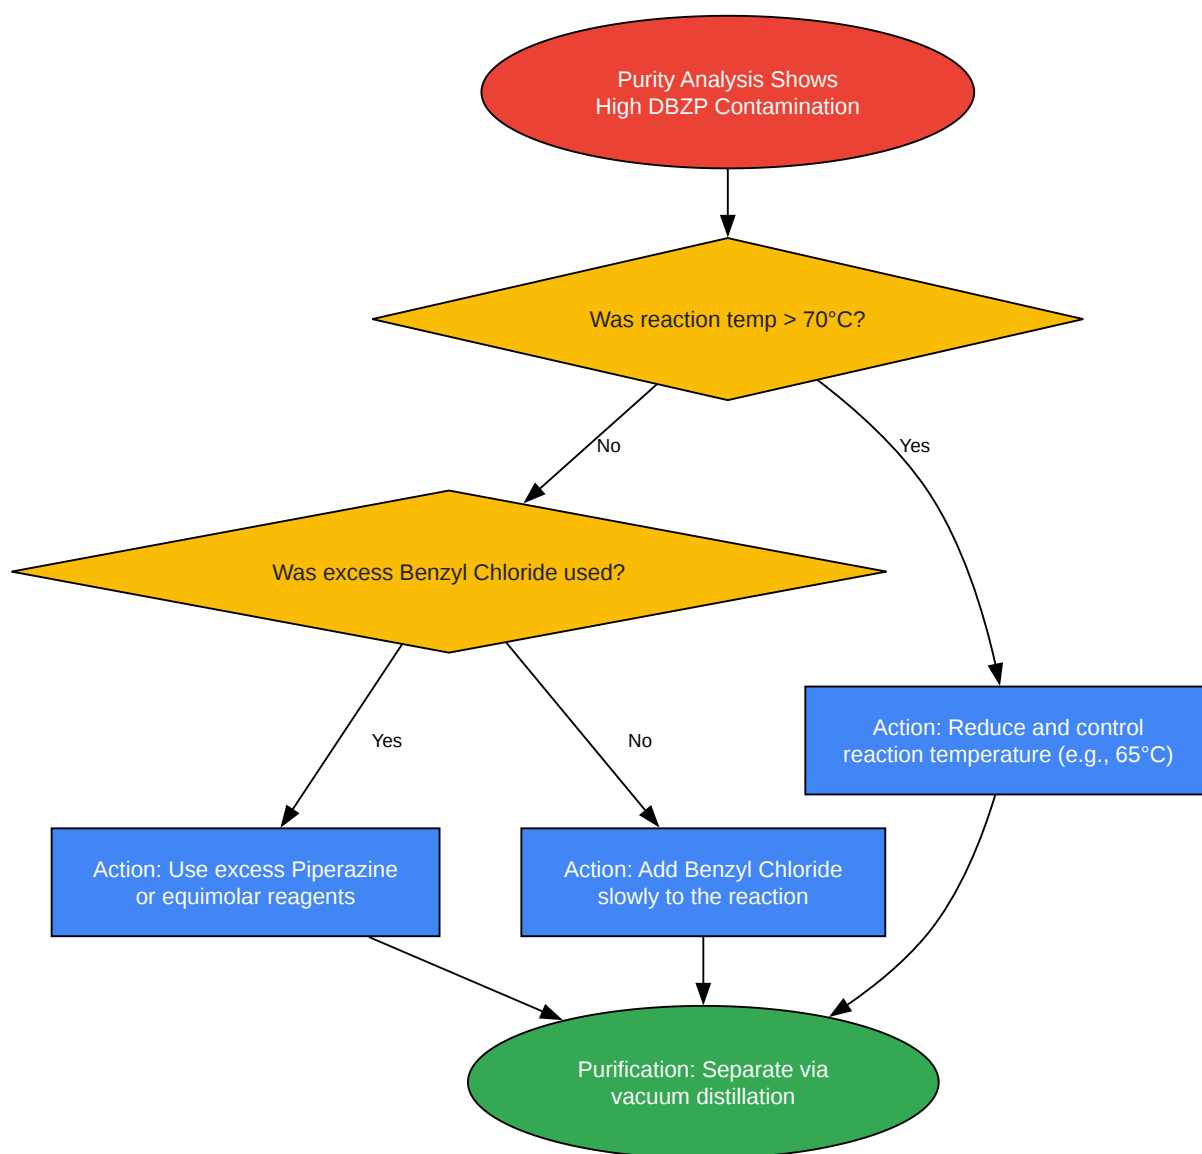 Purity Analysis Shows
High DBZP Contamination
Was reaction temp > 70°C?
No
Yes
Was excess Benzyl Chloride used?
Yes
No
Action: Reduce and control
reaction temperature (e.g., 65°C)
Action: Use excess Piperazine
or equimolar reagents
Action: Add Benzyl Chloride
slowly to the reaction
Purification: Separate via
vacuum distillation